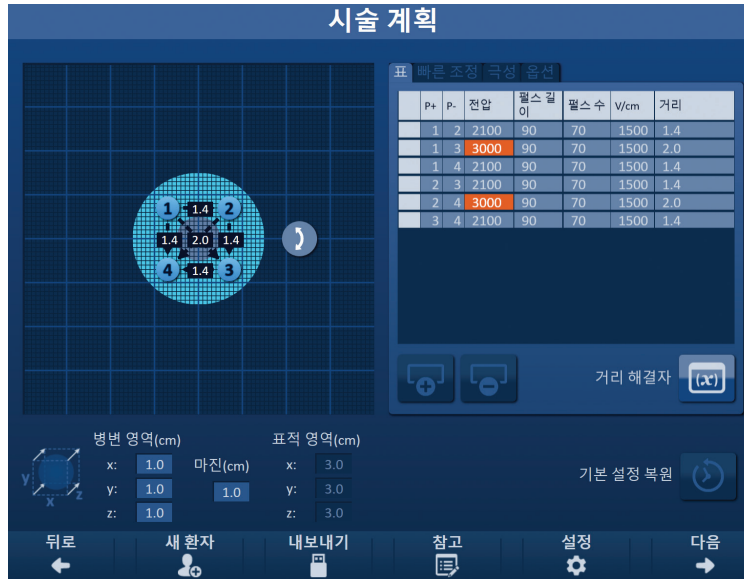 시술 계획
표 빠른 조정 극성 옵션
P+ P- 전압 펄스 길이 펄스 수 V/cm 거리
1 2 2100 90 70 1500 1.4
1 3 3000 90 70 1500 2.0
1 4 2100 90 70 1500 1.4
2 3 2100 90 70 1500 1.4
2 4 3000 90 70 1500 2.0
3 4 2100 90 70 1500 1.4
1 1.4 2
1.4 2.0 1.4
4 1.4 3
거리 해결자 (x)
병변 영역(cm) 표적 영역(cm)
x: 1.0 마진(cm) x: 3.0
y: 1.0 1.0 y: 3.0
z: 1.0 z: 3.0
y x z
기본 설정 복원
뒤로 새 환자 내보내기 참고 설정 다음